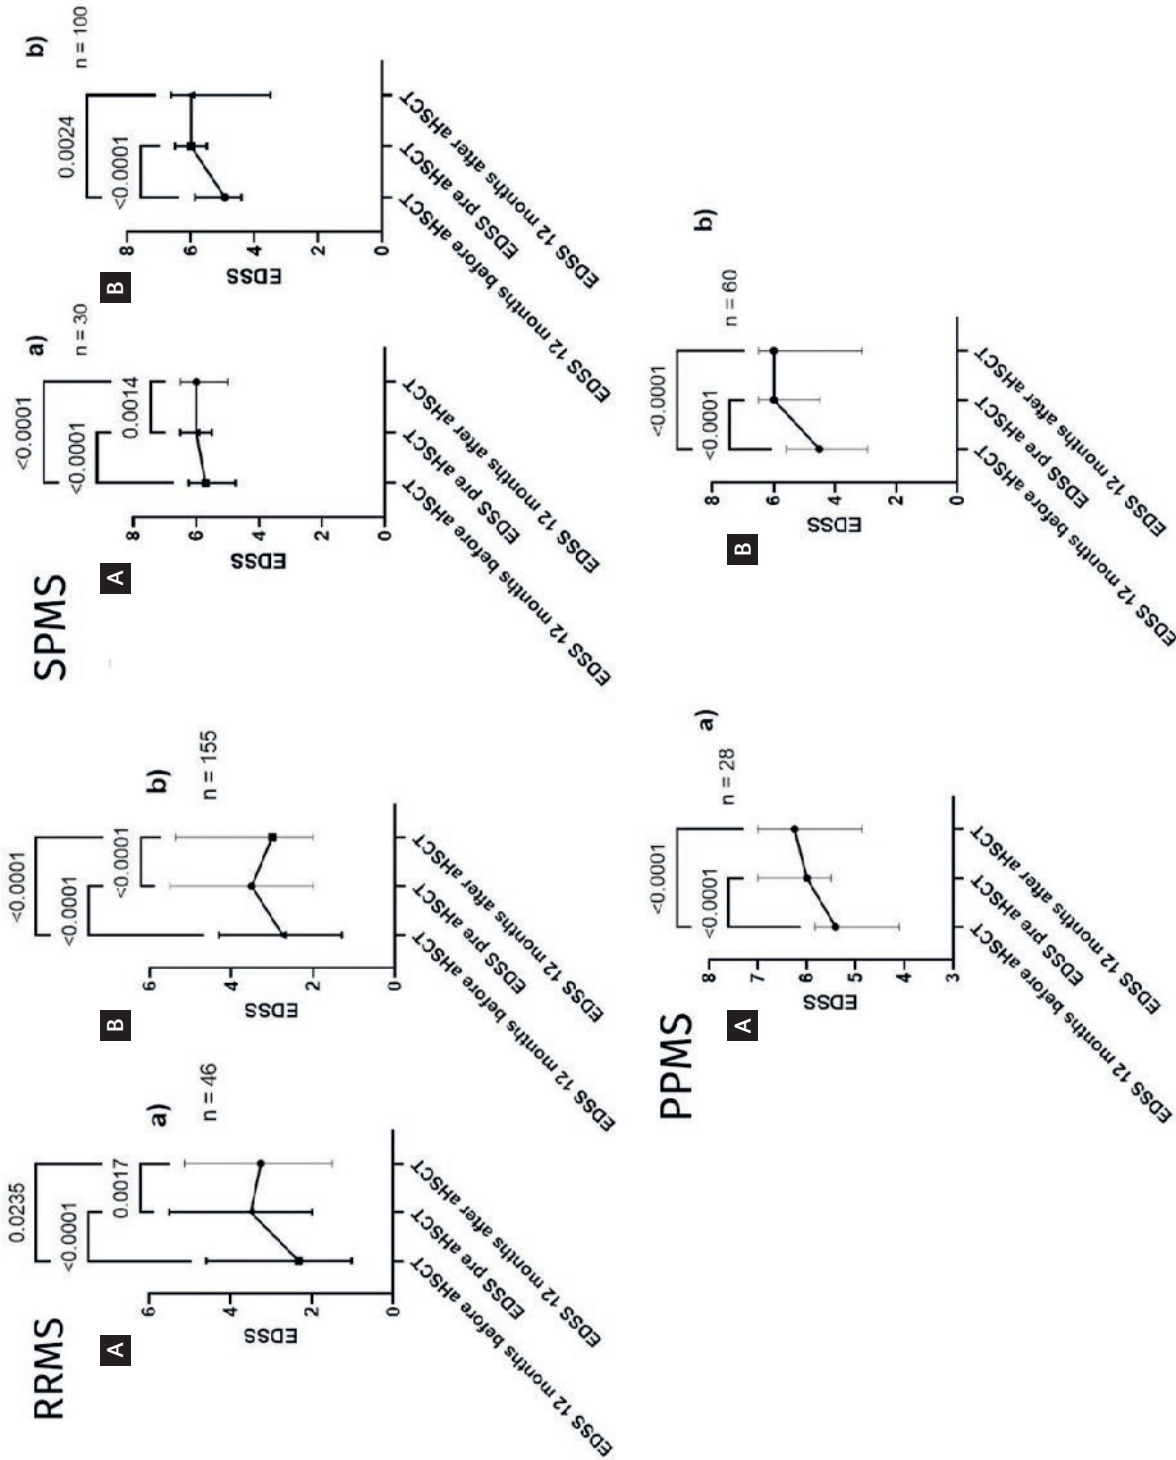 RRMS
A
a)
n = 46
0.0235
<0.0001
0.0017
EDSS
6
4
2
0
EDSS 12 months before aHSCT
EDSS pre aHSCT
EDSS 12 months after aHSCT
B
b)
n = 155
<0.0001
<0.0001
<0.0001
EDSS
6
4
2
0
EDSS 12 months before aHSCT
EDSS pre aHSCT
EDSS 12 months after aHSCT
SPMS
A
a)
n = 30
<0.0001
<0.0001
0.0014
EDSS
8
6
4
2
0
EDSS 12 months before aHSCT
EDSS pre aHSCT
EDSS 12 months after aHSCT
B
b)
n = 100
0.0024
<0.0001
EDSS
8
6
4
2
0
EDSS 12 months before aHSCT
EDSS pre aHSCT
EDSS 12 months after aHSCT
PPMS
A
a)
n = 28
<0.0001
<0.0001
EDSS
8
7
6
5
4
3
EDSS 12 months before aHSCT
EDSS pre aHSCT
EDSS 12 months after aHSCT
B
b)
n = 60
<0.0001
<0.0001
EDSS
8
6
4
2
0
EDSS 12 months before aHSCT
EDSS pre aHSCT
EDSS 12 months after aHSCT